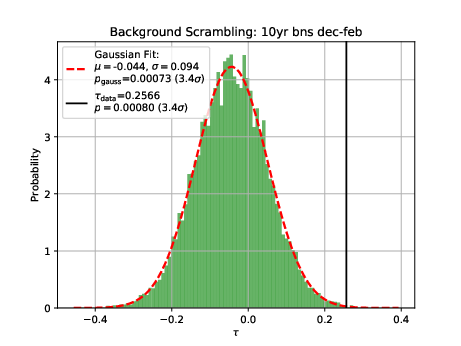 Background Scrambling: 10yr bns dec-feb
Gaussian Fit:
μ = -0.044, σ = 0.094
p_gauss=0.00073 (3.4σ)
τ_data=0.2566
p = 0.00080 (3.4σ)
Probability
4
3
2
1
0
−0.4 −0.2 0.0 0.2 0.4
τ